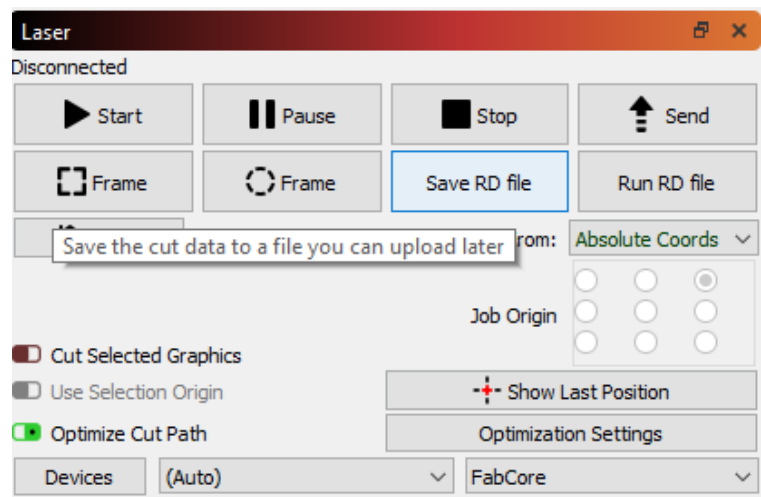 Laser
Disconnected
Start Pause Stop Send
Frame Frame Save RD file Run RD file
Save the cut data to a file you can upload later rom: Absolute Coords
Job Origin
Cut Selected Graphics
Use Selection Origin Show Last Position
Optimize Cut Path Optimization Settings
Devices (Auto) FabCore